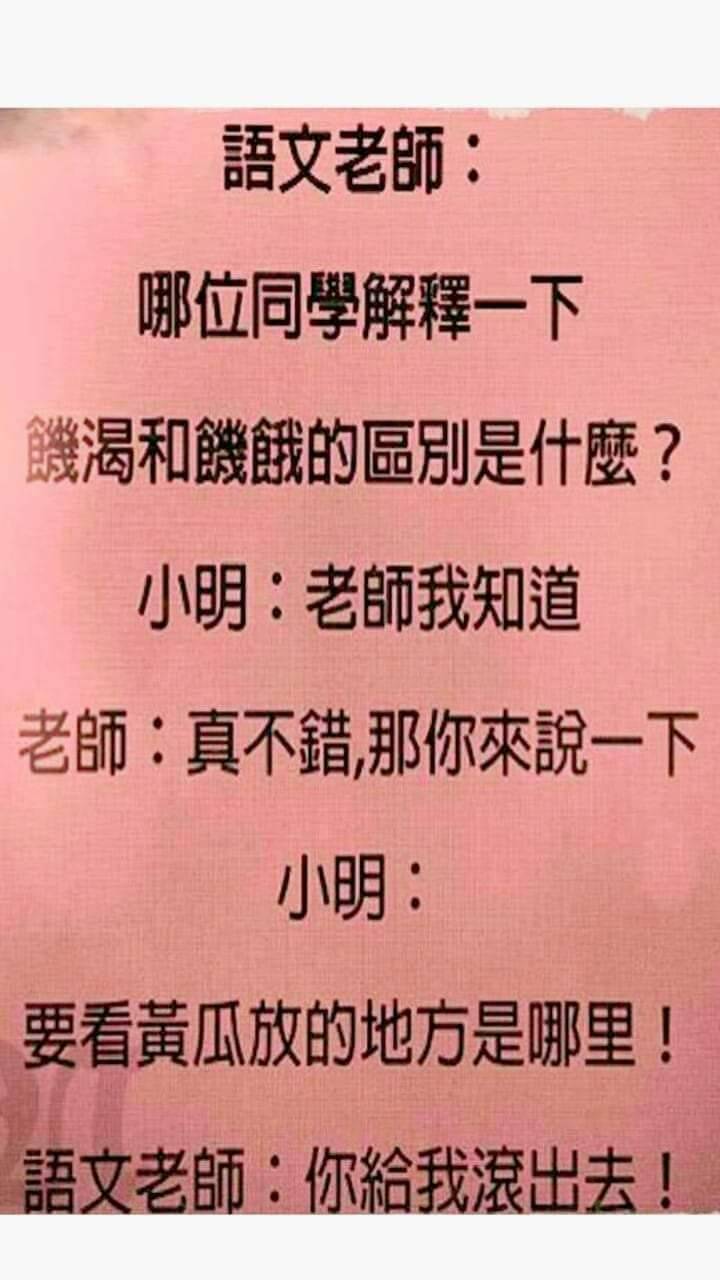 語文老師：
哪位同學解釋一下
饑渴和饑餓的區別是什麼？
小明：老師我知道
老師：真不錯,那你來說一下
小明：
要看黃瓜放的地方是哪里！
語文老師：你給我滾出去！